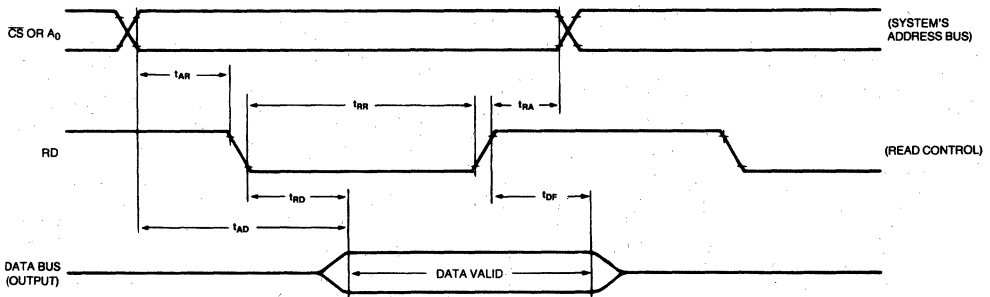 C̅S̅ OR A₀
(SYSTEM'S
ADDRESS BUS)
tAR
tRR
tRA
RD
(READ CONTROL)
tRD
tDF
tAD
DATA BUS
(OUTPUT)
DATA VALID